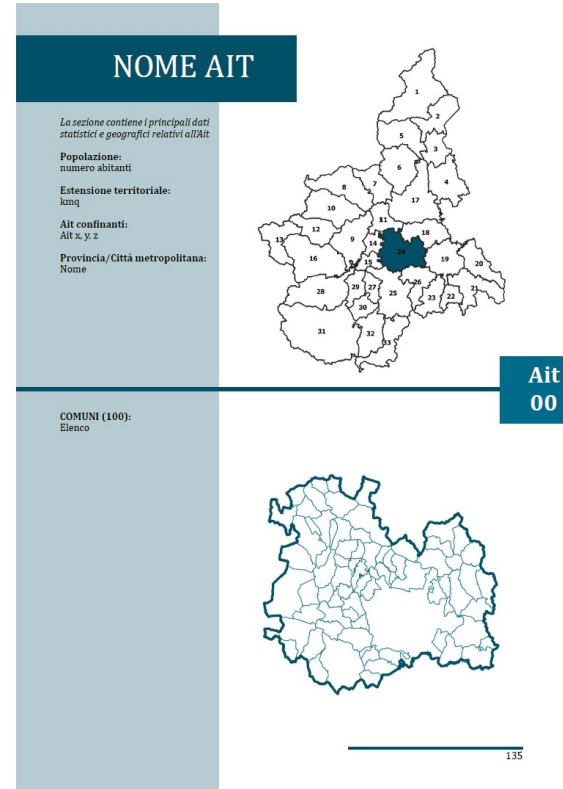 NOME AIT
La sezione contiene i principali dati
statistici e geografici relativi all'Ait
Popolazione:
numero abitanti
Estensione territoriale:
kmq
Ait confinanti:
Ait x, y, z
Provincia/Città metropolitana:
Nome
1
2
5
3
6
4
7
8
17
10
11
12
18
13
9
14
24
16
15
19
20
26
28
29
27
25
23
22
21
30
31
32
33
Ait
00
COMUNI (100):
Elenco
135